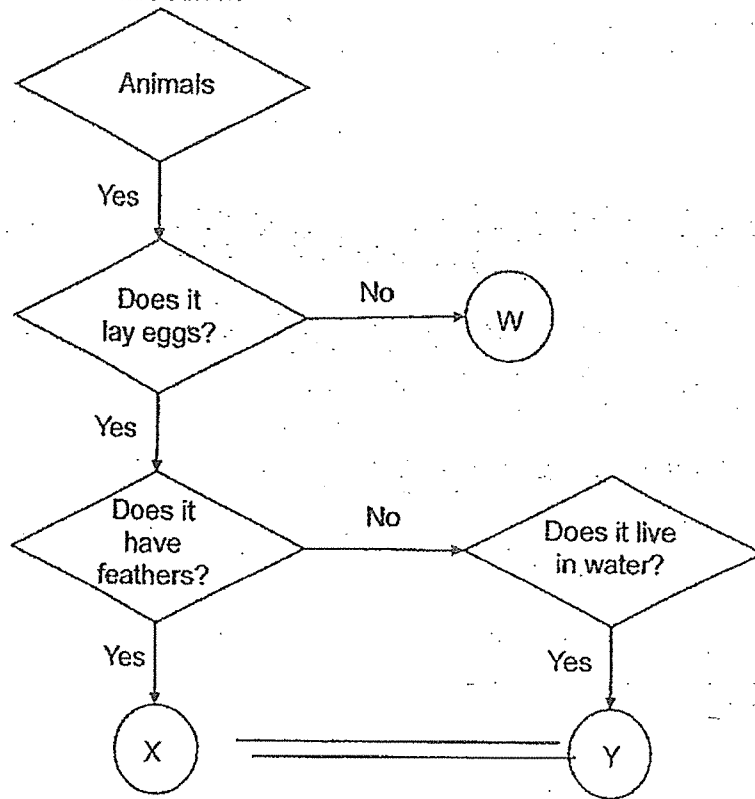 Animals
Yes
Does it
lay eggs?
No
W
Yes
Does it
have
feathers?
No
Does it live
in water?
Yes
X
Yes
Y